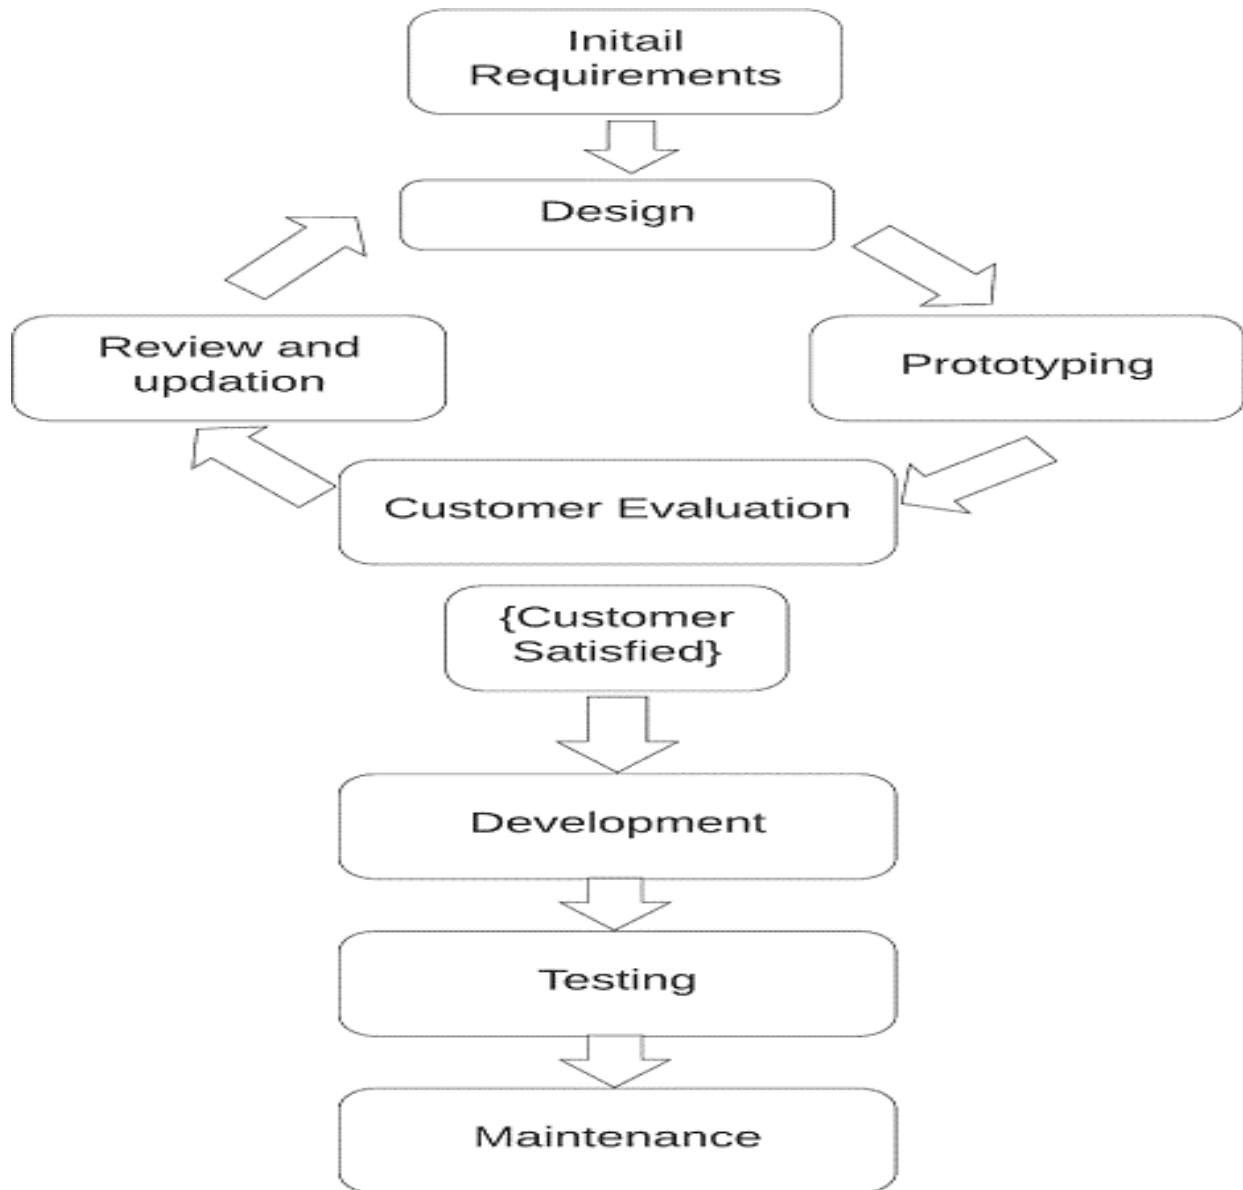 Initail
Requirements
Design
Review and
updation
Prototyping
Customer Evaluation
{Customer
Satisfied}
Development
Testing
Maintenance